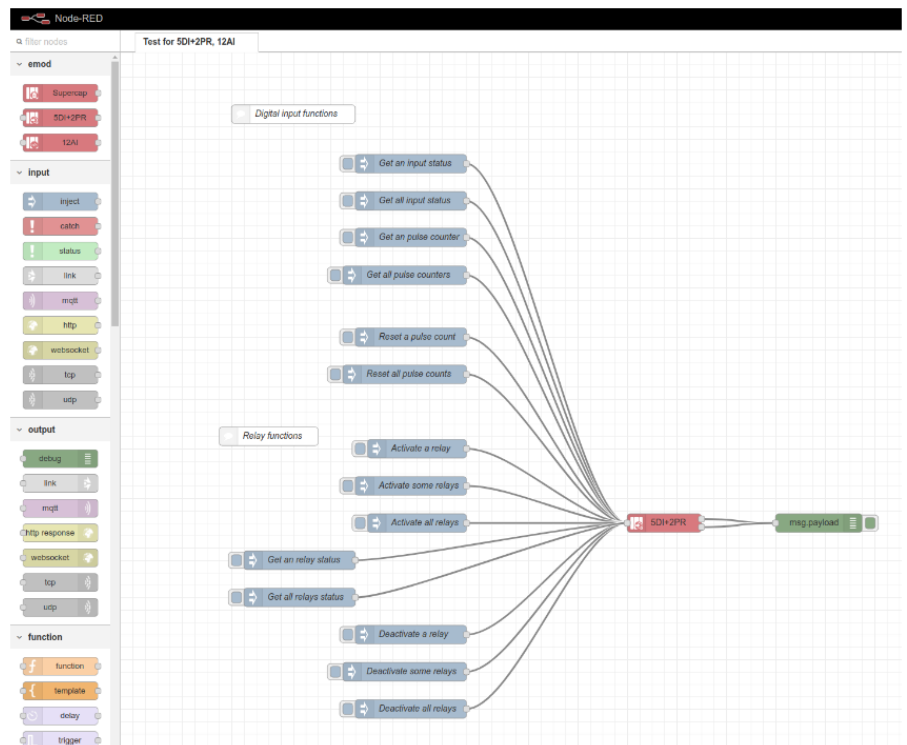 Node-RED
filter nodes
Test for 5DI+2PR, 12AI
emod
Supercap
5DI+2PR
12AI
input
inject
catch
status
link
mqtt
http
websocket
tcp
udp
output
debug
link
mqtt
http response
websocket
tcp
udp
function
function
template
delay
trigger
Digital input functions
Get an input status
Get all input status
Get an pulse counter
Get all pulse counters
Reset a pulse count
Reset all pulse counts
Relay functions
Activate a relay
Activate some relays
Activate all relays
Get an relay status
Get all relays status
Deactivate a relay
Deactivate some relays
Deactivate all relays
5DI+2PR
msg.payload